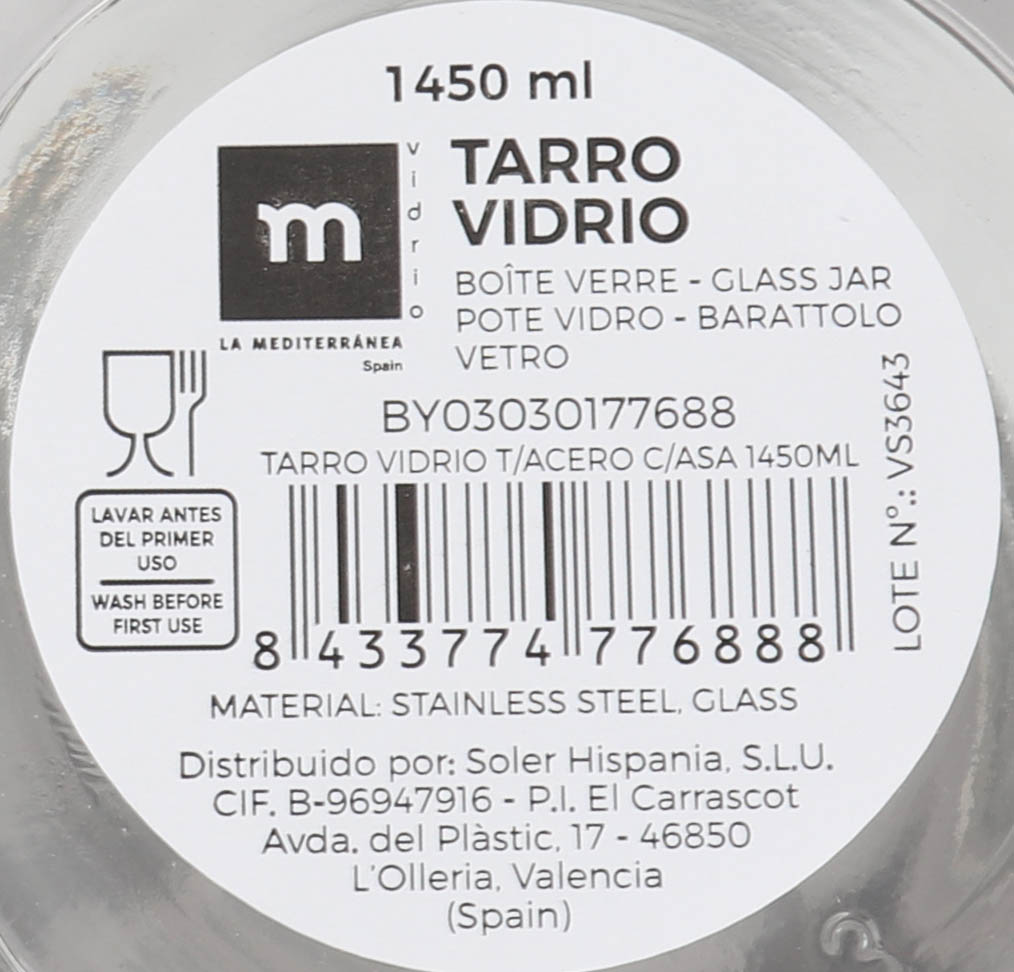 1450 ml
m
vidrio
LA MEDITERRÁNEA
Spain
TARRO
VIDRIO
BOÎTE VERRE - GLASS JAR
POTE VIDRO - BARATTOLO
VETRO
BY03030177688
TARRO VIDRIO T/ACERO C/ASA 1450ML
LOTE Nº.: VS3643
LAVAR ANTES
DEL PRIMER
USO
WASH BEFORE
FIRST USE
8 433774 776888
MATERIAL: STAINLESS STEEL, GLASS
Distribuido por: Soler Hispania, S.L.U.
CIF. B-96947916 - P.I. El Carrascot
Avda. del Plàstic, 17 - 46850
L'Olleria, Valencia
(Spain)